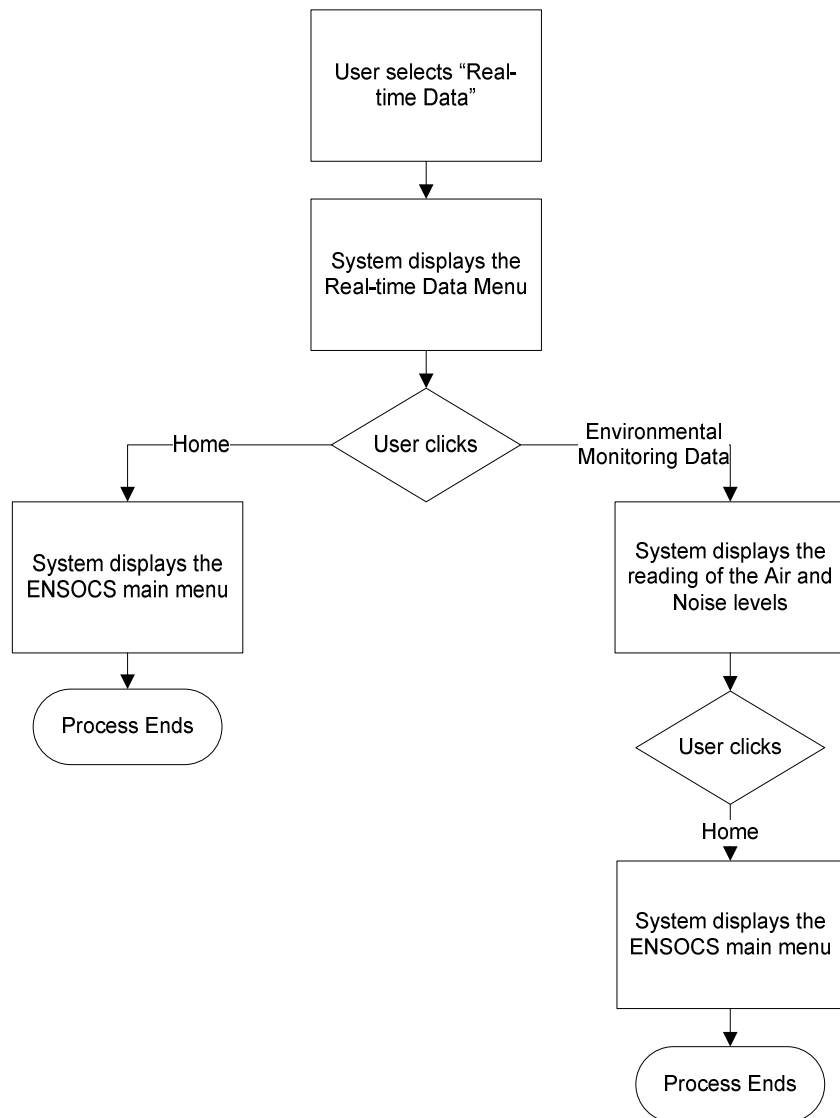 User selects “Real-
time Data”
System displays the
Real-time Data Menu
User clicks
Home
Environmental
Monitoring Data
System displays the
ENSOCS main menu
Process Ends
System displays the
reading of the Air and
Noise levels
User clicks
Home
System displays the
ENSOCS main menu
Process Ends